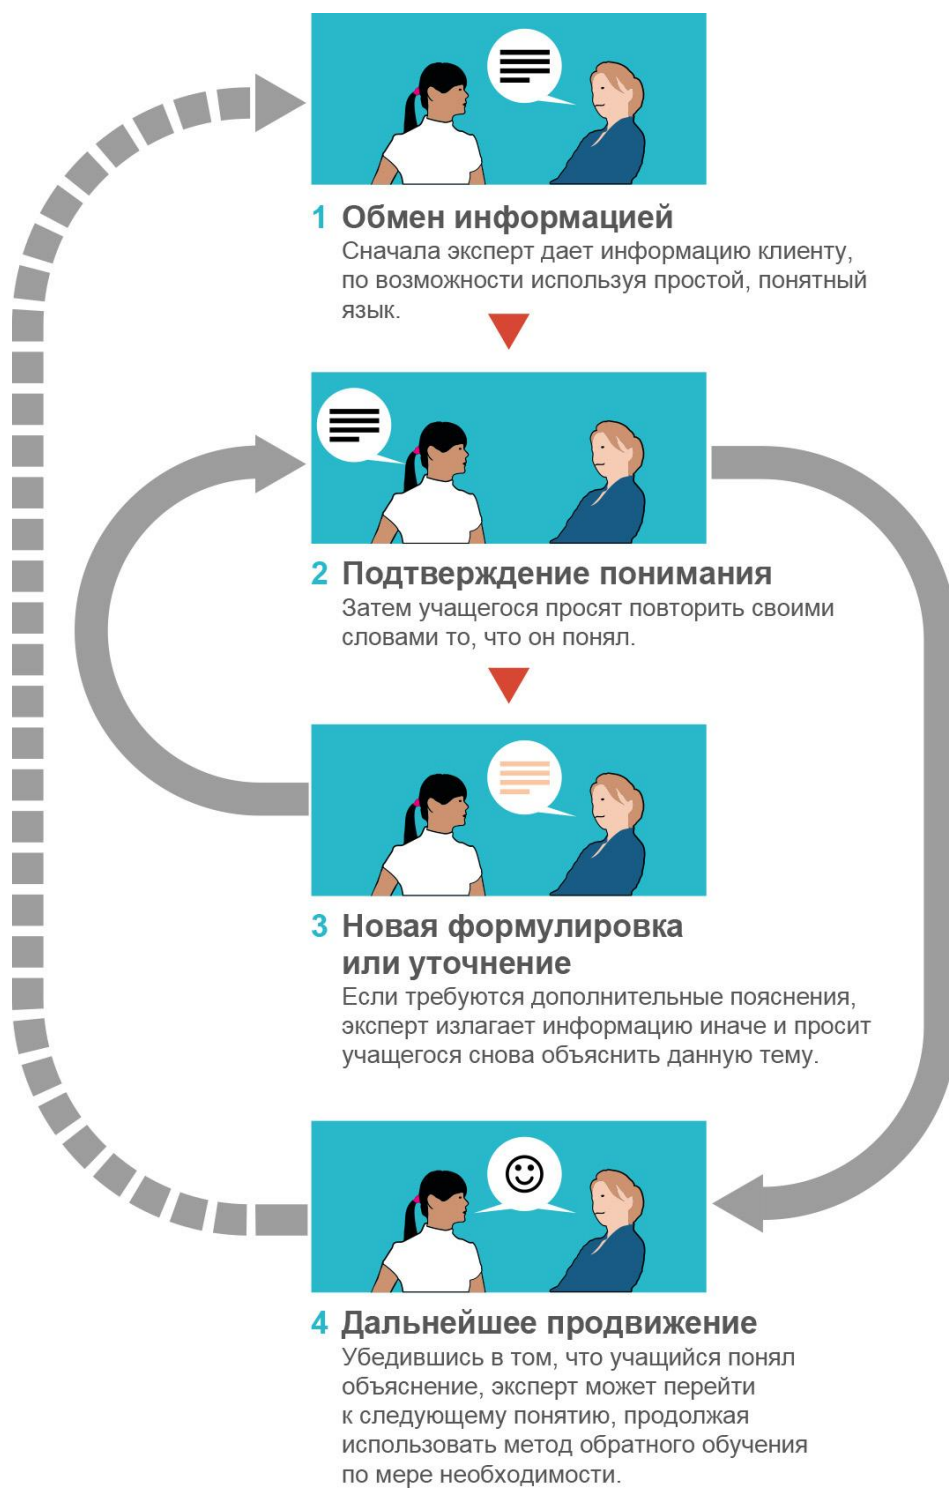 1 Обмен информацией
Сначала эксперт дает информацию клиенту,
по возможности используя простой, понятный
язык.
2 Подтверждение понимания
Затем учащегося просят повторить своими
словами то, что он понял.
3 Новая формулировка
или уточнение
Если требуются дополнительные пояснения,
эксперт излагает информацию иначе и просит
учащегося снова объяснить данную тему.
4 Дальнейшее продвижение
Убедившись в том, что учащийся понял
объяснение, эксперт может перейти
к следующему понятию, продолжая
использовать метод обратного обучения
по мере необходимости.